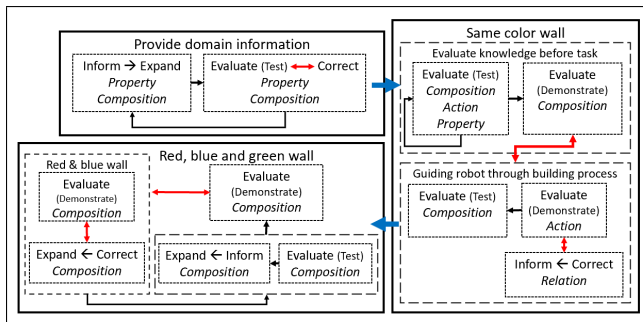 Provide domain information
Inform → Expand
Property
Composition
Evaluate (Test) ↔ Correct
Property
Composition
Same color wall
Evaluate knowledge before task
Evaluate (Test)
Composition
Action
Property
Evaluate
(Demonstrate)
Composition
Guiding robot through building process
Evaluate (Test)
Composition
Evaluate
(Demonstrate)
Action
Inform ← Correct
Relation
Red, blue and green wall
Red & blue wall
Evaluate
(Demonstrate)
Composition
Expand ← Correct
Composition
Evaluate
(Demonstrate)
Composition
Expand ← Inform
Composition
Evaluate (Test)
Composition